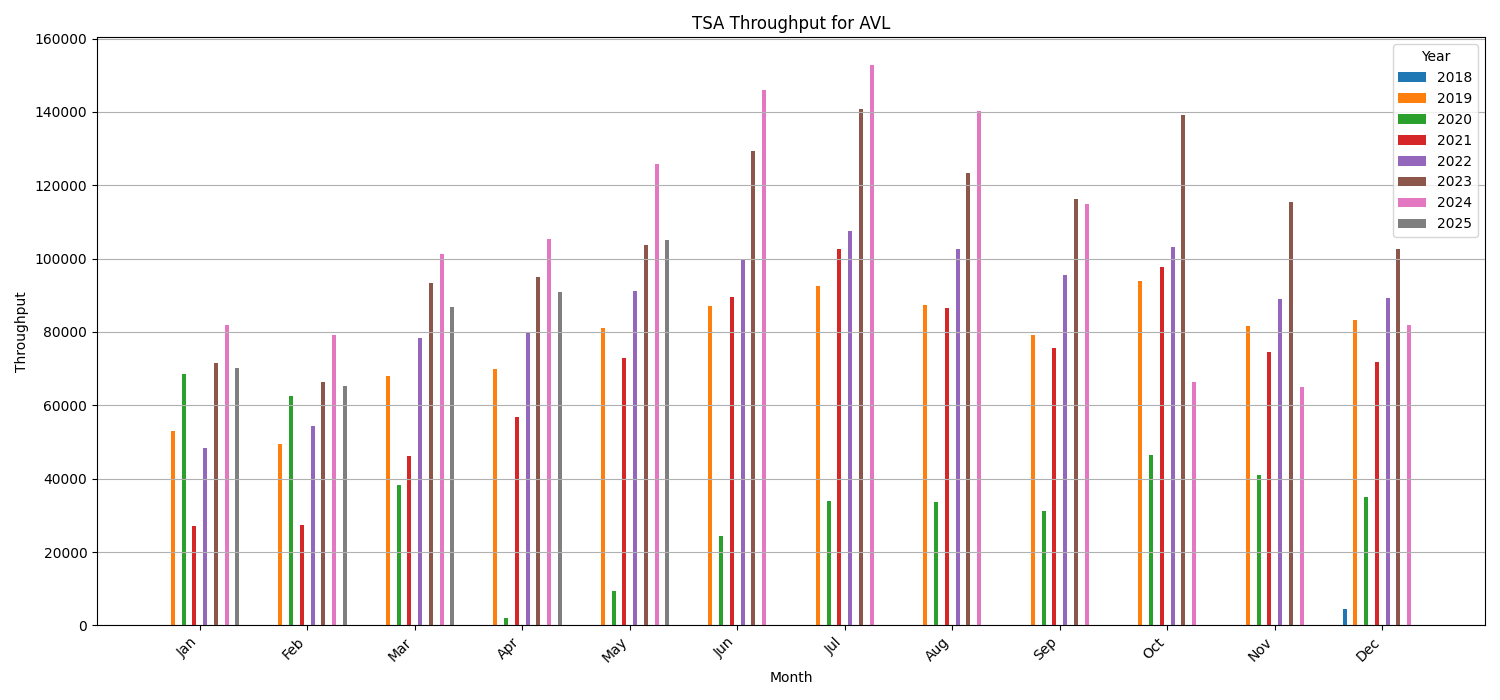 TSA Throughput for AVL
Throughput
160000
140000
120000
100000
80000
60000
40000
20000
0
Year
2018
2019
2020
2021
2022
2023
2024
2025
Jan
Feb
Mar
Apr
May
Jun
Jul
Aug
Sep
Oct
Nov
Dec
Month